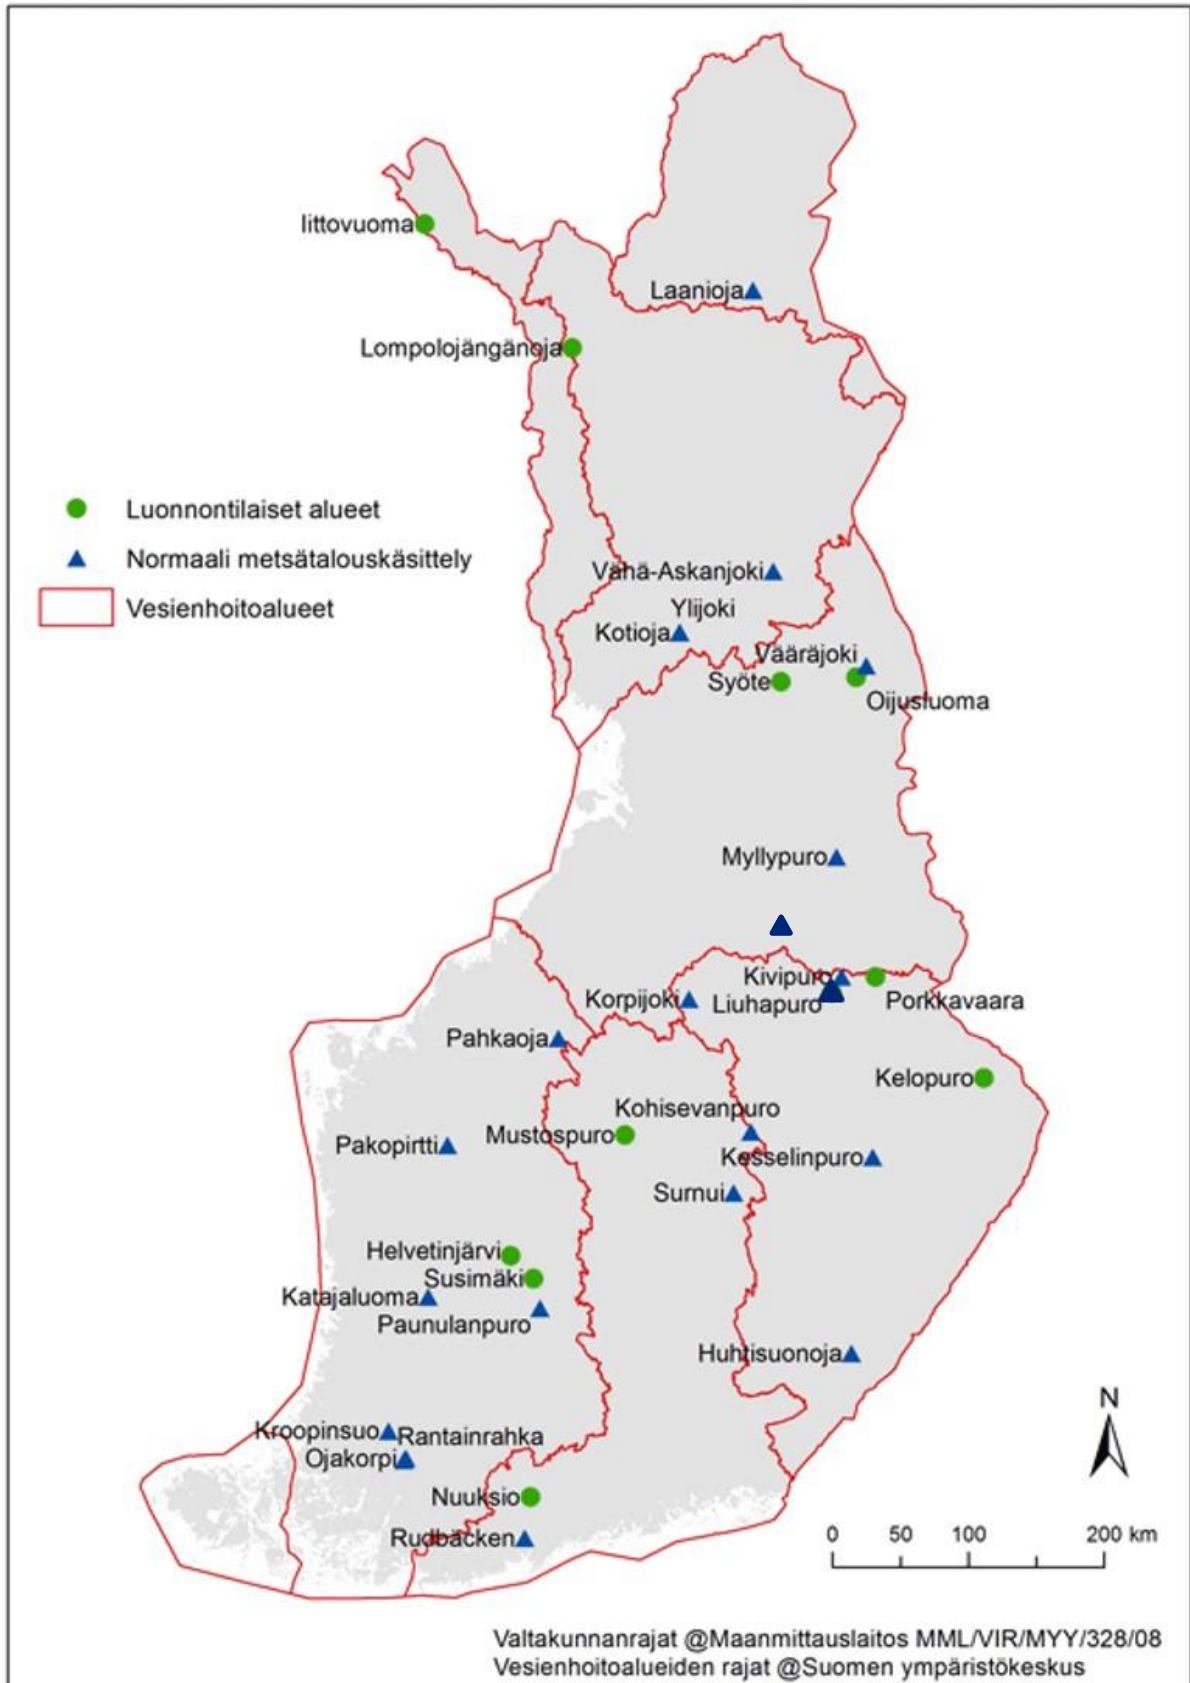 Iittovuoma
Laanioja
Lompolojängänoja
Luonnontilaiset alueet
Normaali metsätalouskäsittely
Vesienhoitoalueet
Vähä-Askanjoki
Ylijoki
Kotioja
Vääräjoki
Syöte
Oijusluoma
Myllypuro
Kivipuro
Liuhapuro
Porkkavaara
Korpijoki
Pahkaoja
Kelopuro
Kohisevanpuro
Mustospuro
Pakopirtti
Kesselinpuro
Surnui
Helvetinjärvi
Susimäki
Katajaluoma
Paunulanpuro
Huhtisuonoja
N
Kroopinsuo
Rantainrahka
Ojakorpi
Nuuksio
Rudbäcken
0 50 100 200 km
Valtakunnanrajat @Maanmittauslaitos MML/VIR/MYY/328/08
Vesienhoitoalueiden rajat @Suomen ympäristökeskus